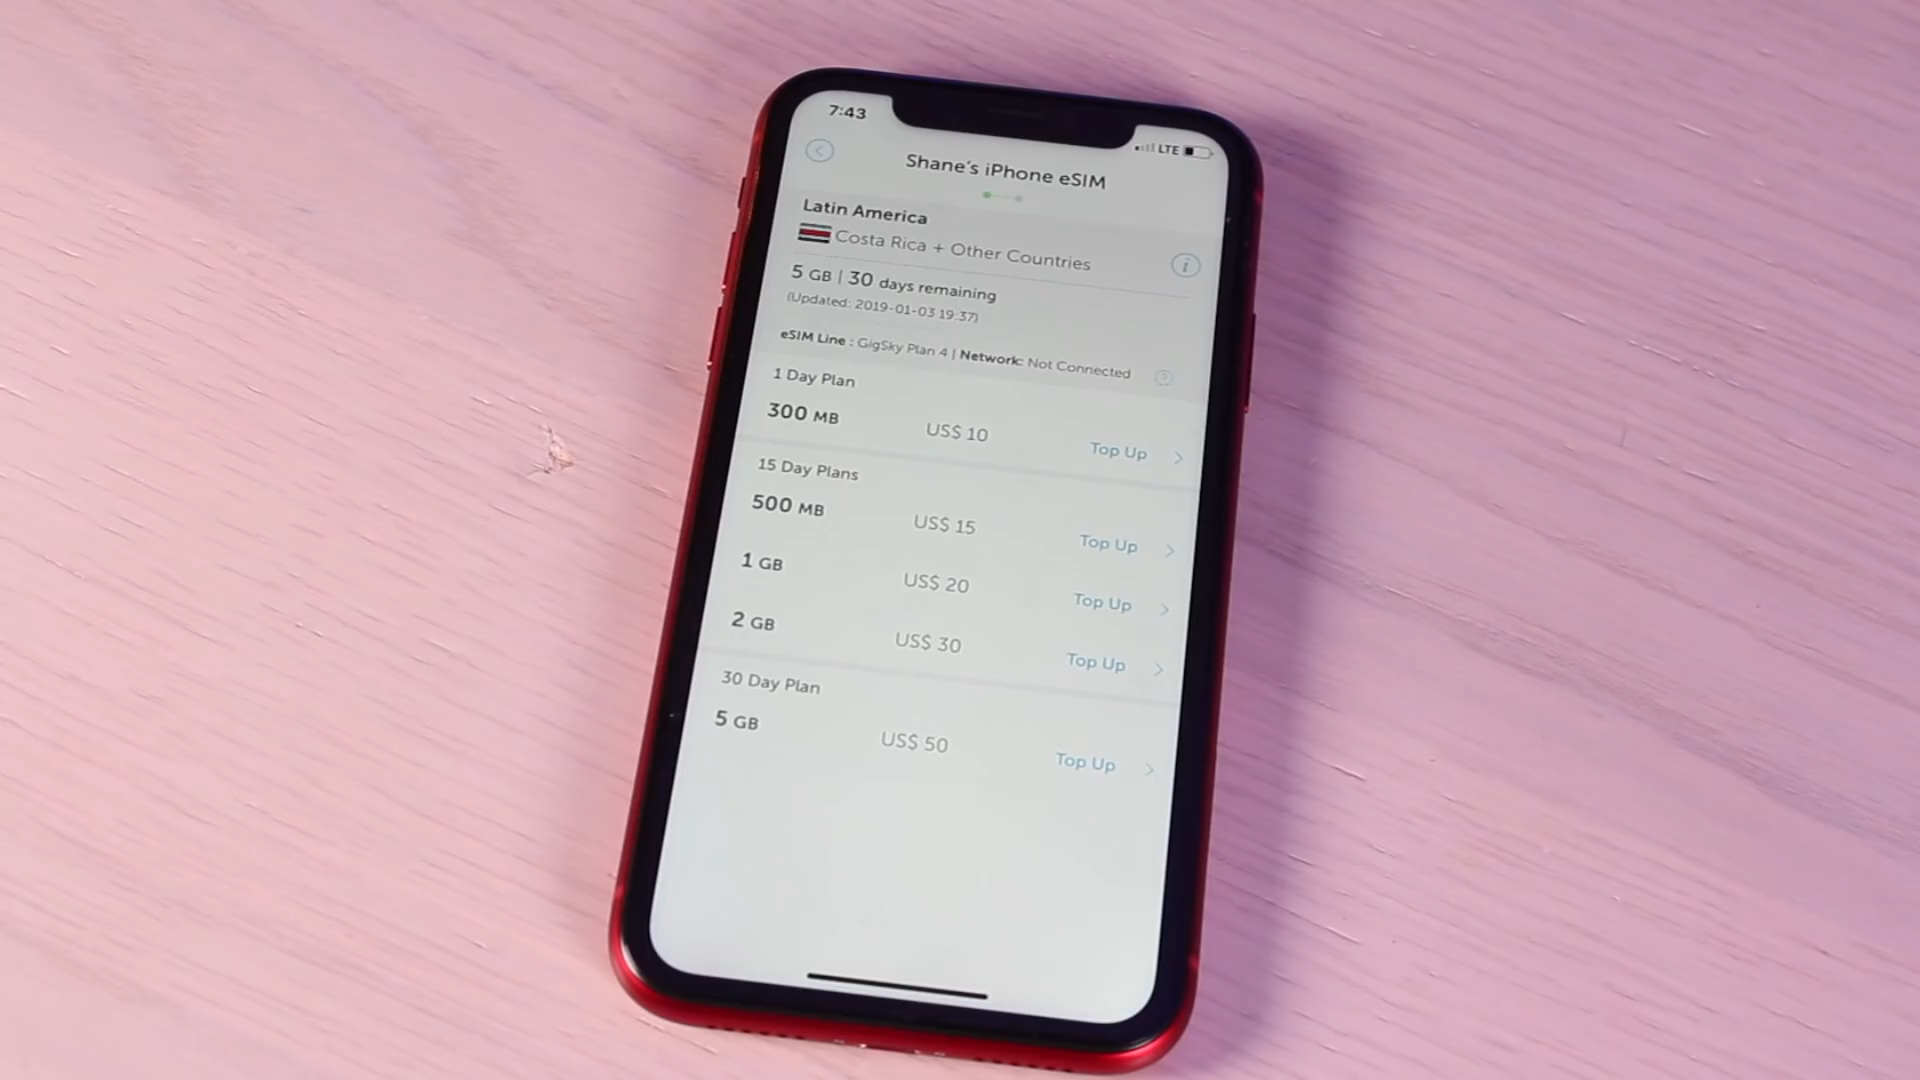 7:43
LTE
Shane's iPhone eSIM
Latin America
Costa Rica + Other Countries
i
5 GB | 30 days remaining
(Updated: 2019-01-03 19:37)
eSIM Line : GigSky Plan 4 | Network: Not Connected ?
1 Day Plan
300 MB US$ 10 Top Up >
15 Day Plans
500 MB US$ 15 Top Up >
1 GB US$ 20 Top Up >
2 GB US$ 30 Top Up >
30 Day Plan
5 GB US$ 50 Top Up >